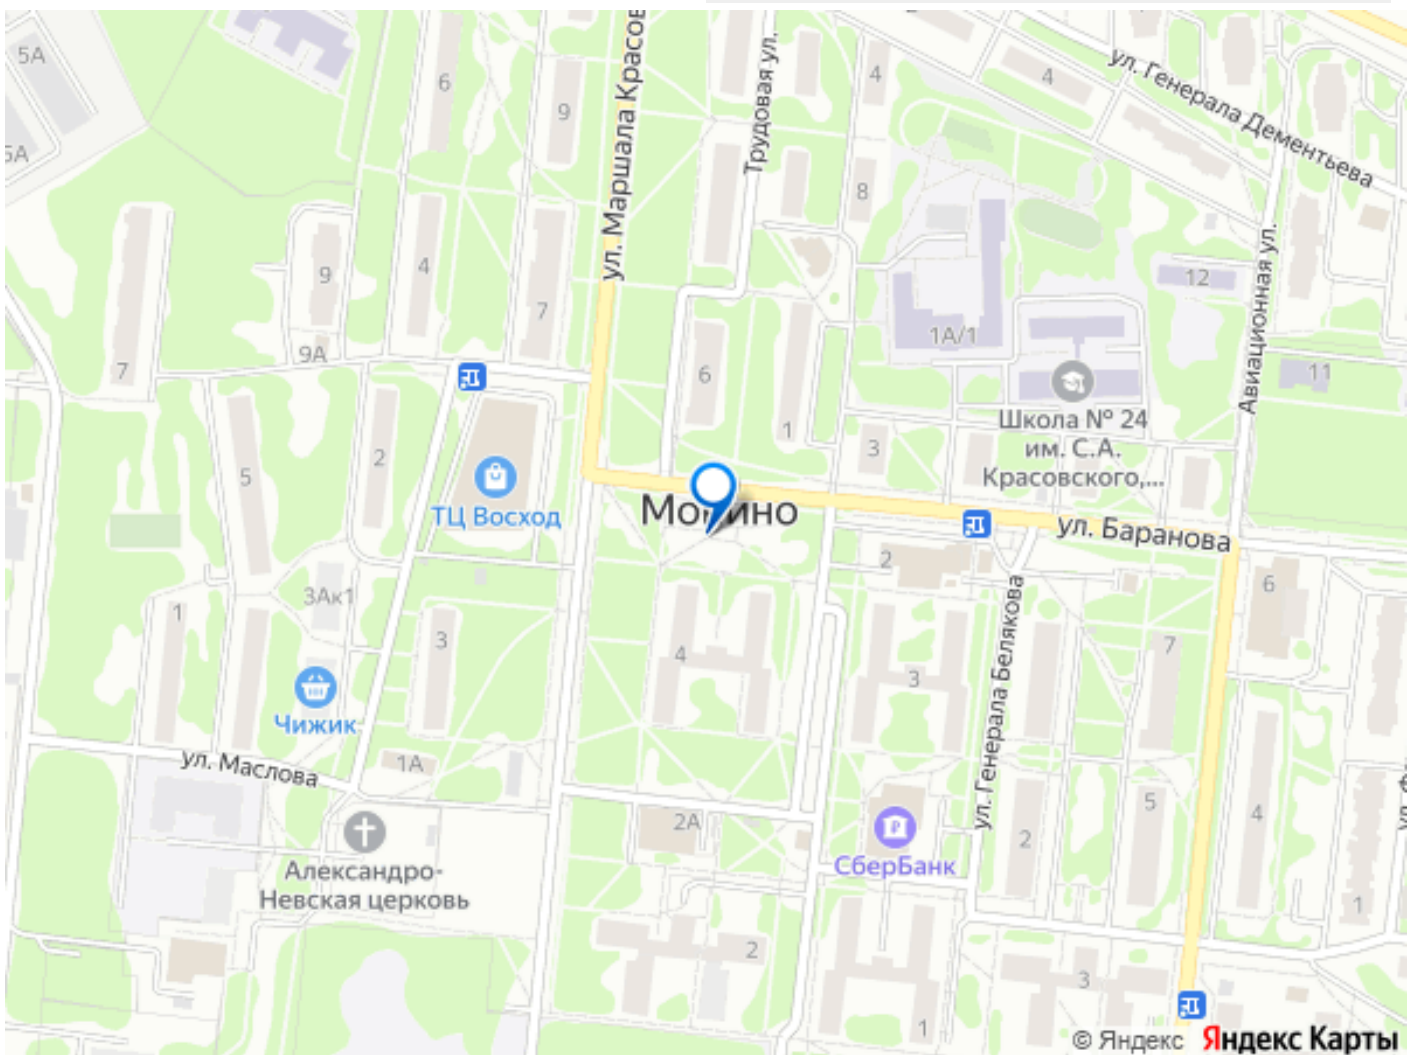 5А
6
ул. Маршала Красов
9
Трудовая ул.
4
4
ул. Генерала Дементьева
8
Авиационная ул.
12
9
4
7
1А/1
9А
7
6
11
2
5
1
3
Школа № 24
им. С.А.
Красовского,...
ТЦ Восход
ул. Баранова
2
6
3Ак1
1
3
4
3
ул. Генерала Белякова
7
Чижик
ул. Маслова
1А
2А
СберБанк
2
5
4
Александро-
Невская церковь
2
1
3
1
© Яндекс Яндекс Карты